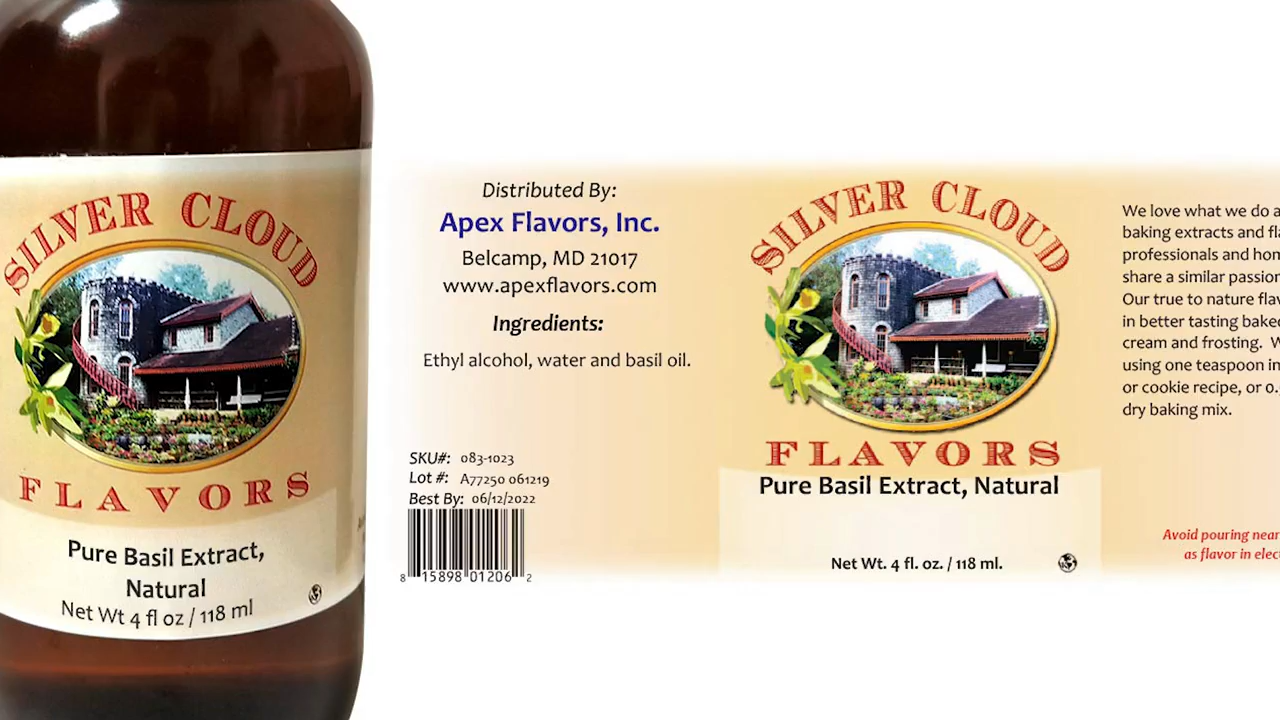 SILVER CLOUD
FLAVORS
Pure Basil Extract,
Natural
Net Wt 4 fl oz / 118 ml
Distributed By:
Apex Flavors, Inc.
Belcamp, MD 21017
www.apexflavors.com
Ingredients:
Ethyl alcohol, water and basil oil.
SKU#: 083-1023
Lot #: A77250 061219
Best By: 06/12/2022
8 15898 01206 2
SILVER CLOUD
FLAVORS
Pure Basil Extract, Natural
Net Wt. 4 fl. oz. / 118 ml.
We love what we do a
baking extracts and fla
professionals and hom
share a similar passion
Our true to nature flav
in better tasting baked
cream and frosting. W
using one teaspoon in
or cookie recipe, or 0.
dry baking mix.
Avoid pouring near
as flavor in elec